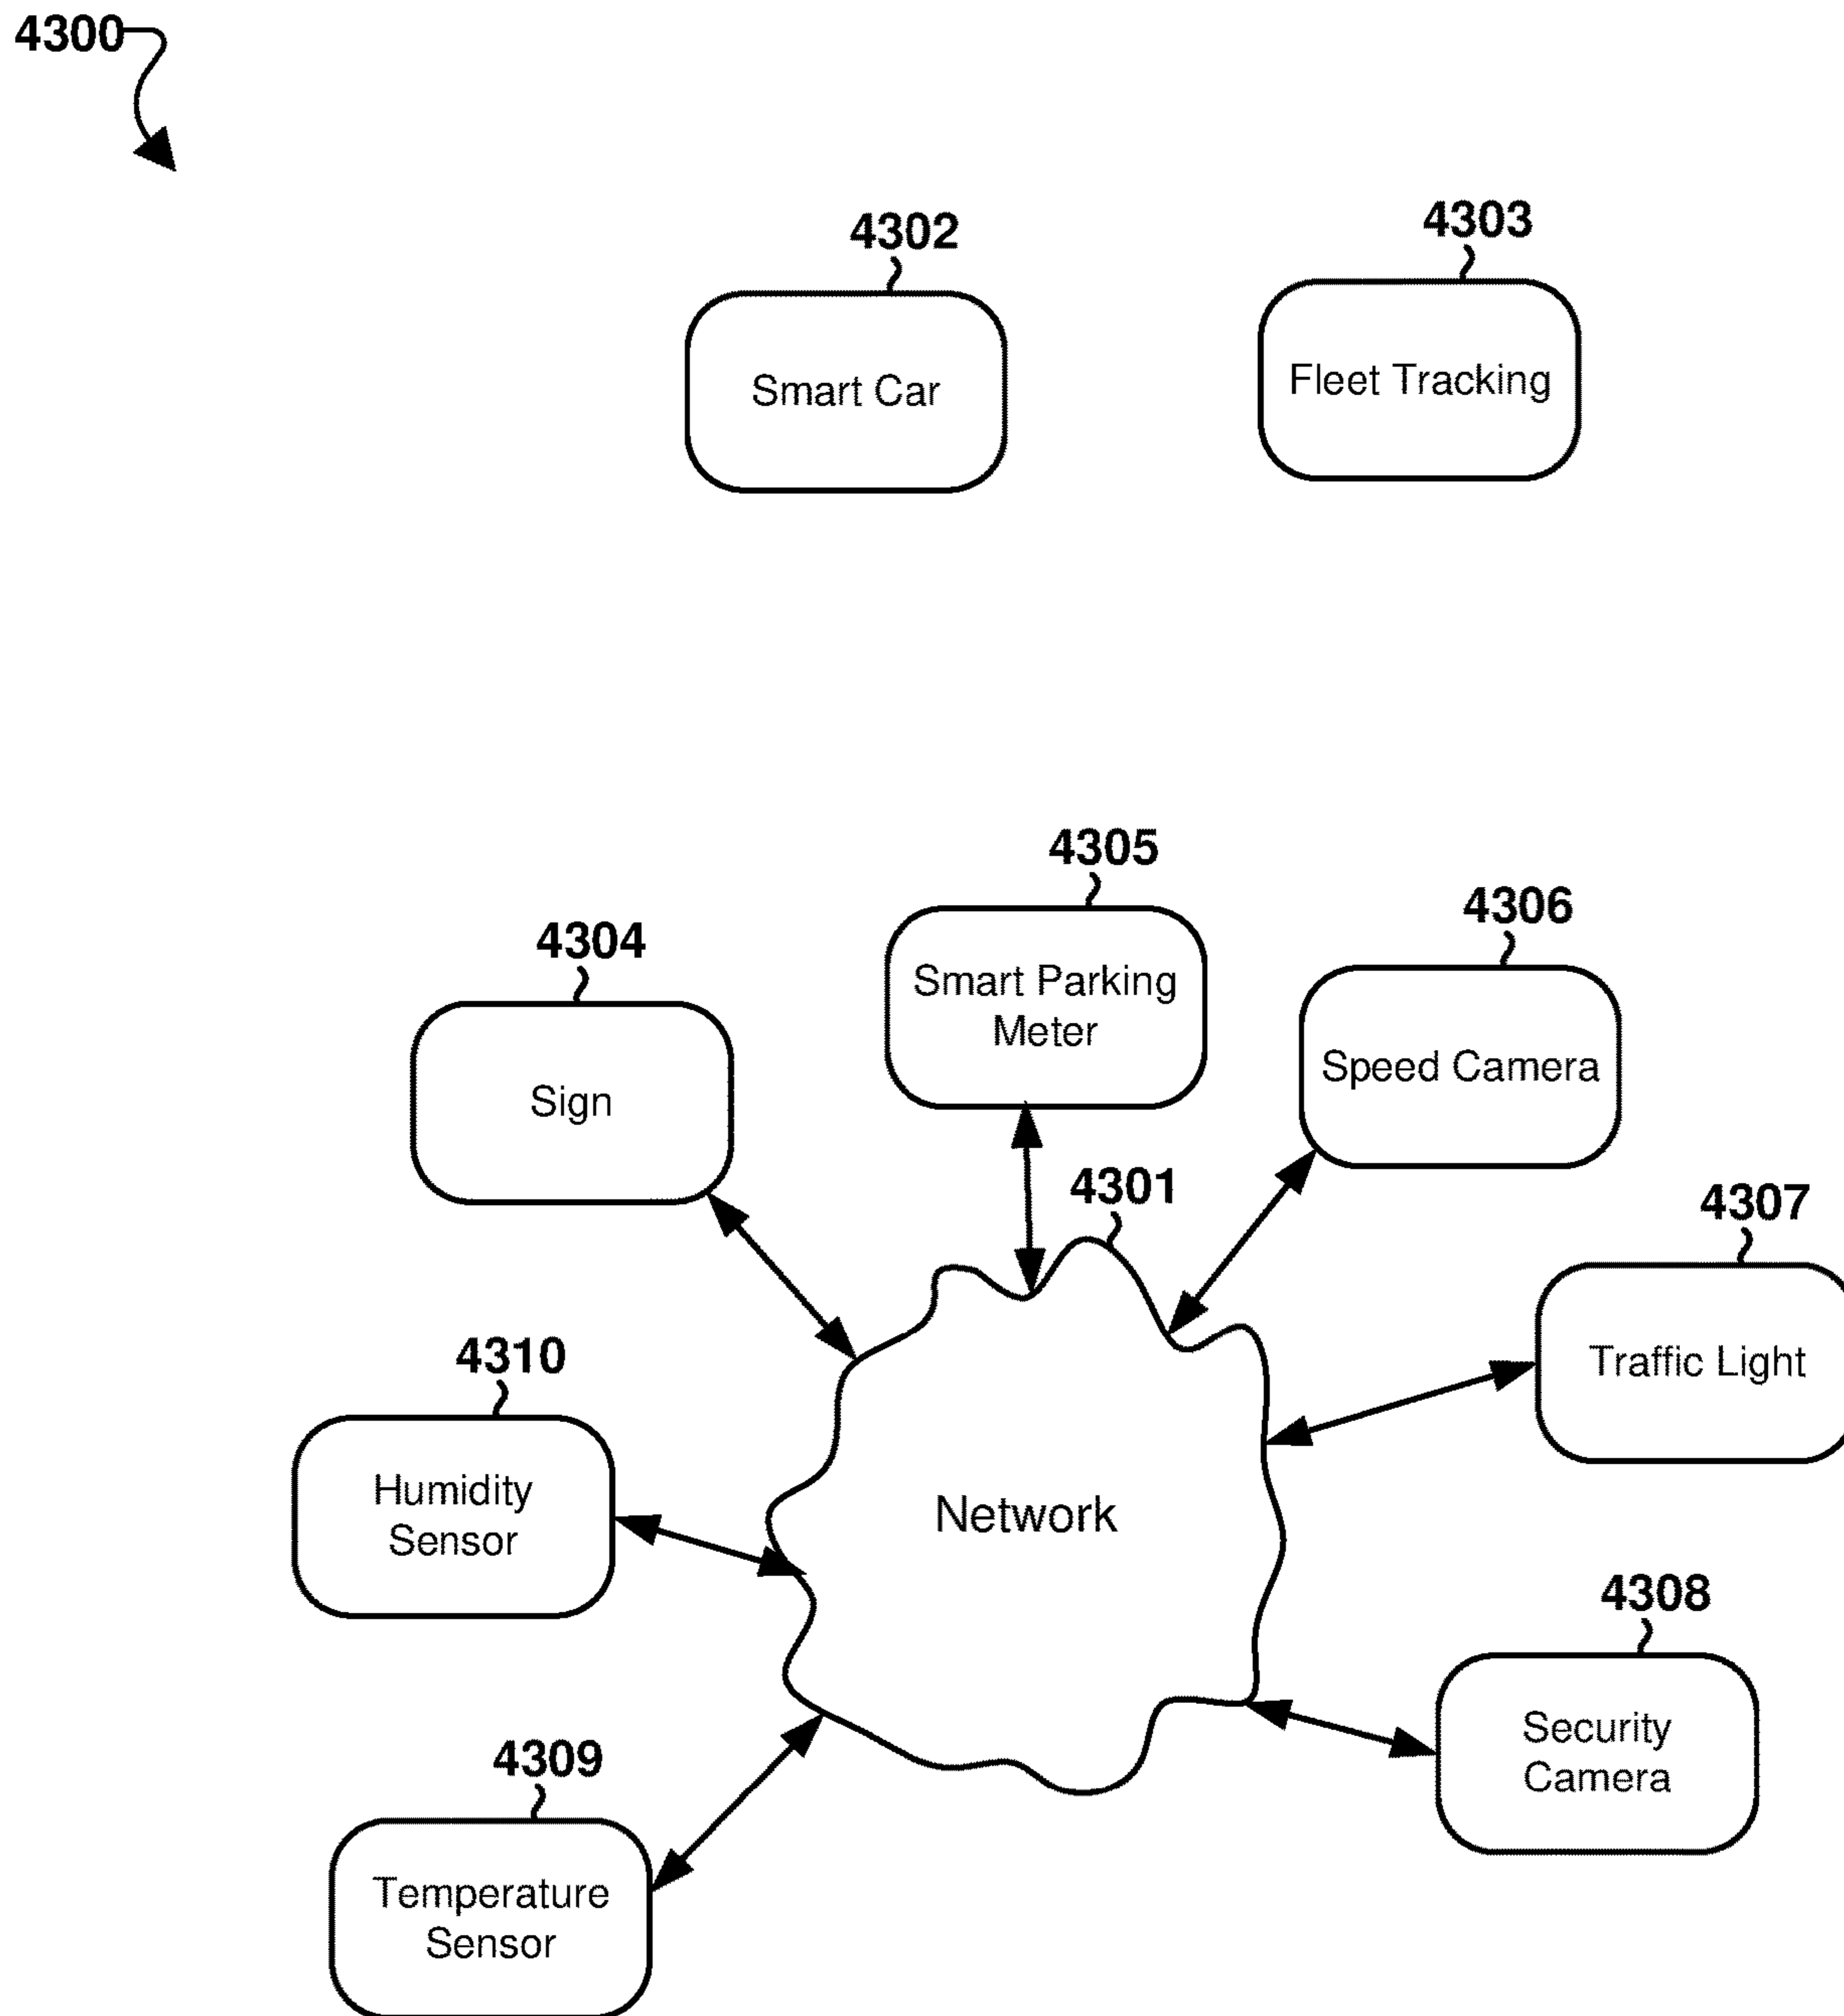 4300
4302
Smart Car
4303
Fleet Tracking
4305
Smart Parking
Meter
4306
Speed Camera
4304
Sign
4301
Network
4307
Traffic Light
4310
Humidity
Sensor
4308
Security
Camera
4309
Temperature
Sensor